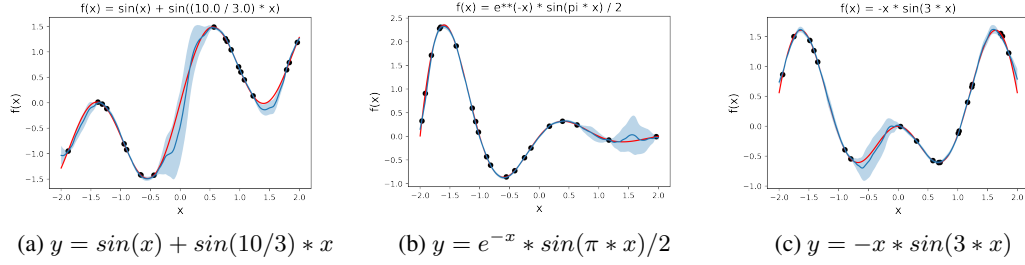 f(x) = sin(x) + sin((10.0 / 3.0) * x)
f(x)
1.5
1.0
0.5
0.0
-0.5
-1.0
-1.5
-2.0 -1.5 -1.0 -0.5 0.0 0.5 1.0 1.5 2.0
x
(a) y = sin(x) + sin(10/3) * x
f(x) = e**(-x) * sin(pi * x) / 2
f(x)
2.5
2.0
1.5
1.0
0.5
0.0
-0.5
-1.0
-2.0 -1.5 -1.0 -0.5 0.0 0.5 1.0 1.5 2.0
x
(b) y = e^{-x} * sin(π * x)/2
f(x) = -x * sin(3 * x)
f(x)
1.5
1.0
0.5
0.0
-0.5
-1.0
-2.0 -1.5 -1.0 -0.5 0.0 0.5 1.0 1.5 2.0
x
(c) y = −x * sin(3 * x)